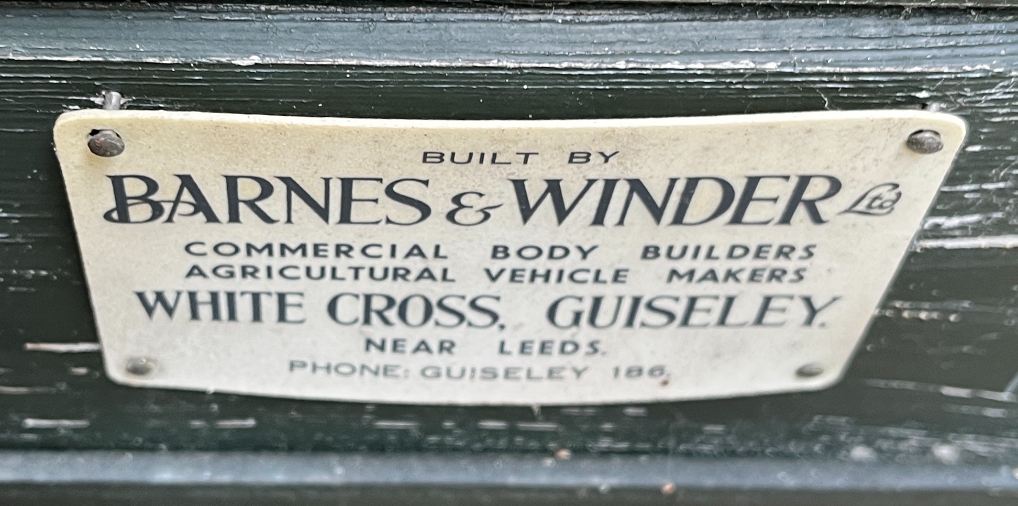 BUILT BY
BARNES & WINDER Ltd
COMMERCIAL BODY BUILDERS
AGRICULTURAL VEHICLE MAKERS
WHITE CROSS, GUISELEY.
NEAR LEEDS.
PHONE: GUISELEY 186.